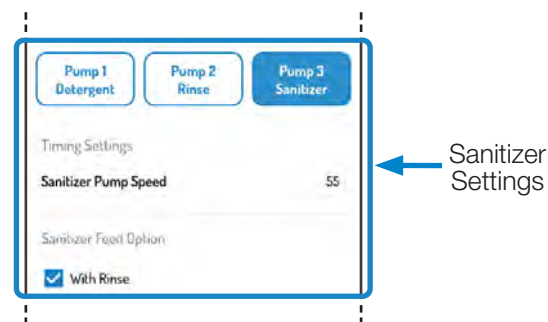 Pump 1 Pump 2 Pump 3
Detergent Rinse Sanitizer
Timing Settings
Sanitizer Pump Speed 55
Sanitizer Feed Option
With Rinse
Sanitizer
Settings